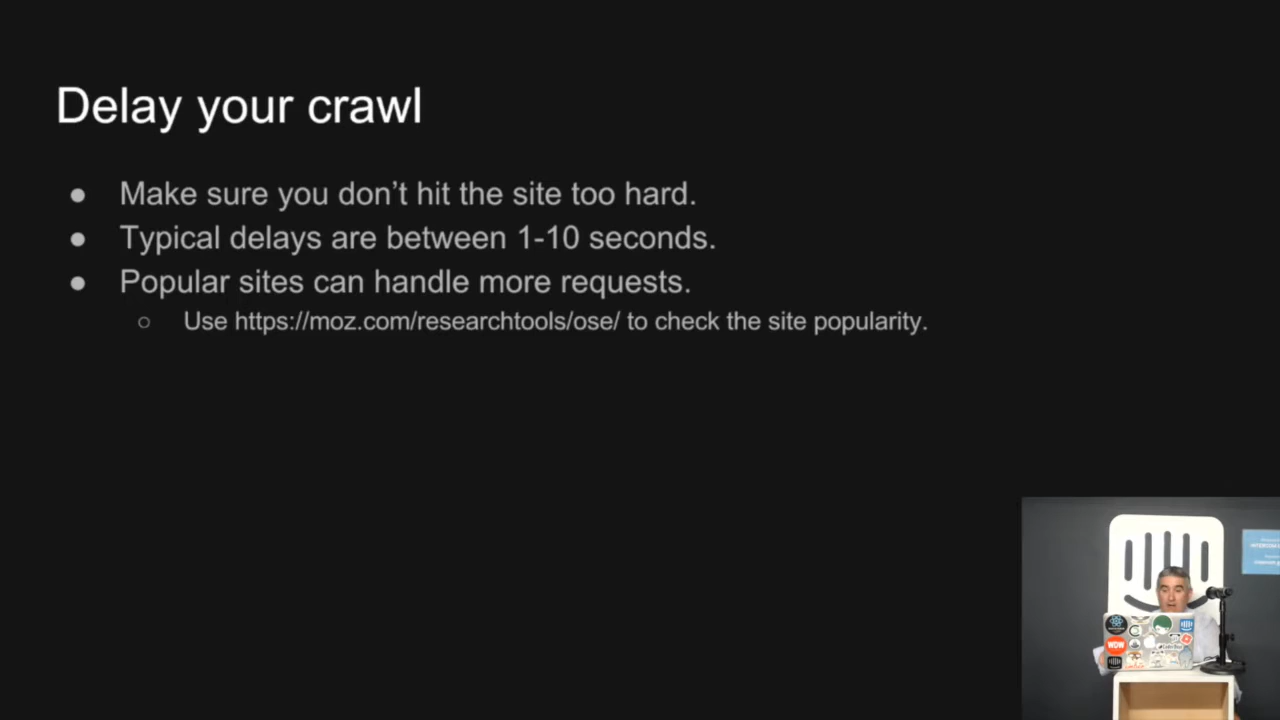 Delay your crawl
● Make sure you don’t hit the site too hard.
● Typical delays are between 1-10 seconds.
● Popular sites can handle more requests.
○ Use https://moz.com/researchtools/ose/ to check the site popularity.
WOW